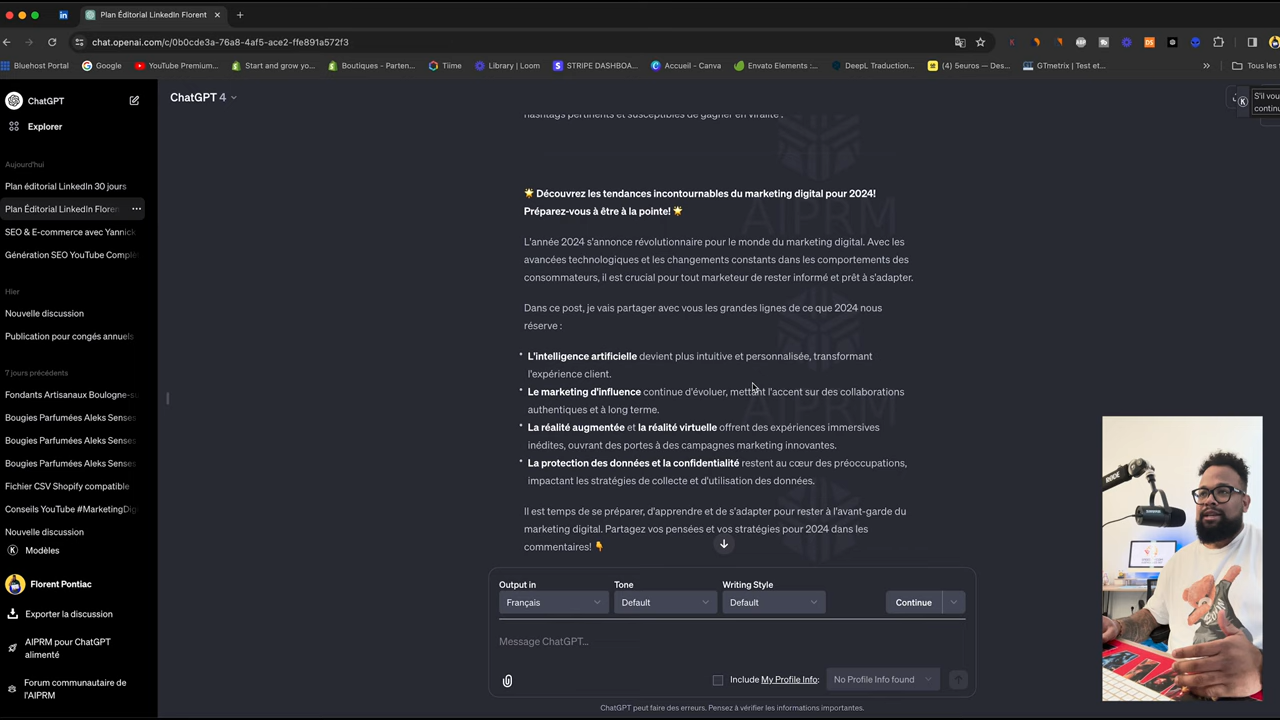 Plan Éditorial LinkedIn Florent
chat.openai.com/c/0b0cde3a-76a8-4af5-ace2-ffe891a572f3
Bluehost Portal
Google
YouTube Premium...
Start and grow yo...
Boutiques - Parten...
Tiime
Library | Loom
STRIPE DASHBOA...
Accueil - Canva
Envato Elements :...
DeepL Traduction...
(4) 5euros — Des...
GTmetrix | Test et...
Tous les
ChatGPT
Explorer
Aujourd'hui
Plan éditorial LinkedIn 30 jours
Plan Éditorial LinkedIn Floren
SEO & E-commerce avec Yannick
Génération SEO YouTube Complè
Hier
Nouvelle discussion
Publication pour congés annuels
7 jours précédents
Fondants Artisanaux Boulogne-su
Bougies Parfumées Aleks Senses
Bougies Parfumées Aleks Senses
Bougies Parfumées Aleks Senses
Fichier CSV Shopify compatible
Conseils YouTube #MarketingDig
Nouvelle discussion
Modèles
Florent Pontiac
Exporter la discussion
AIPRM pour ChatGPT
alimenté
Forum communautaire de
l'AIPRM
ChatGPT 4
S'il vou
continu
hashtags pertinents et susceptibles de gagner en viralité".
🌟 Découvrez les tendances incontournables du marketing digital pour 2024!
Préparez-vous à être à la pointe! 🌟
L'année 2024 s'annonce révolutionnaire pour le monde du marketing digital. Avec les
avancées technologiques et les changements constants dans les comportements des
consommateurs, il est crucial pour tout marketeur de rester informé et prêt à s'adapter.
Dans ce post, je vais partager avec vous les grandes lignes de ce que 2024 nous
réserve :
* L'intelligence artificielle devient plus intuitive et personnalisée, transformant
l'expérience client.
* Le marketing d'influence continue d'évoluer, mettant l'accent sur des collaborations
authentiques et à long terme.
* La réalité augmentée et la réalité virtuelle offrent des expériences immersives
inédites, ouvrant des portes à des campagnes marketing innovantes.
* La protection des données et la confidentialité restent au cœur des préoccupations,
impactant les stratégies de collecte et d'utilisation des données.
Il est temps de se préparer, d'apprendre et de s'adapter pour rester à l'avant-garde du
marketing digital. Partagez vos pensées et vos stratégies pour 2024 dans les
commentaires! 👇
AIPRM
AIPRM
Output in
Tone
Writing Style
Français
Default
Default
Continue
Message ChatGPT...
Include My Profile Info:
No Profile Info found
ChatGPT peut faire des erreurs. Pensez à vérifier les informations importantes.